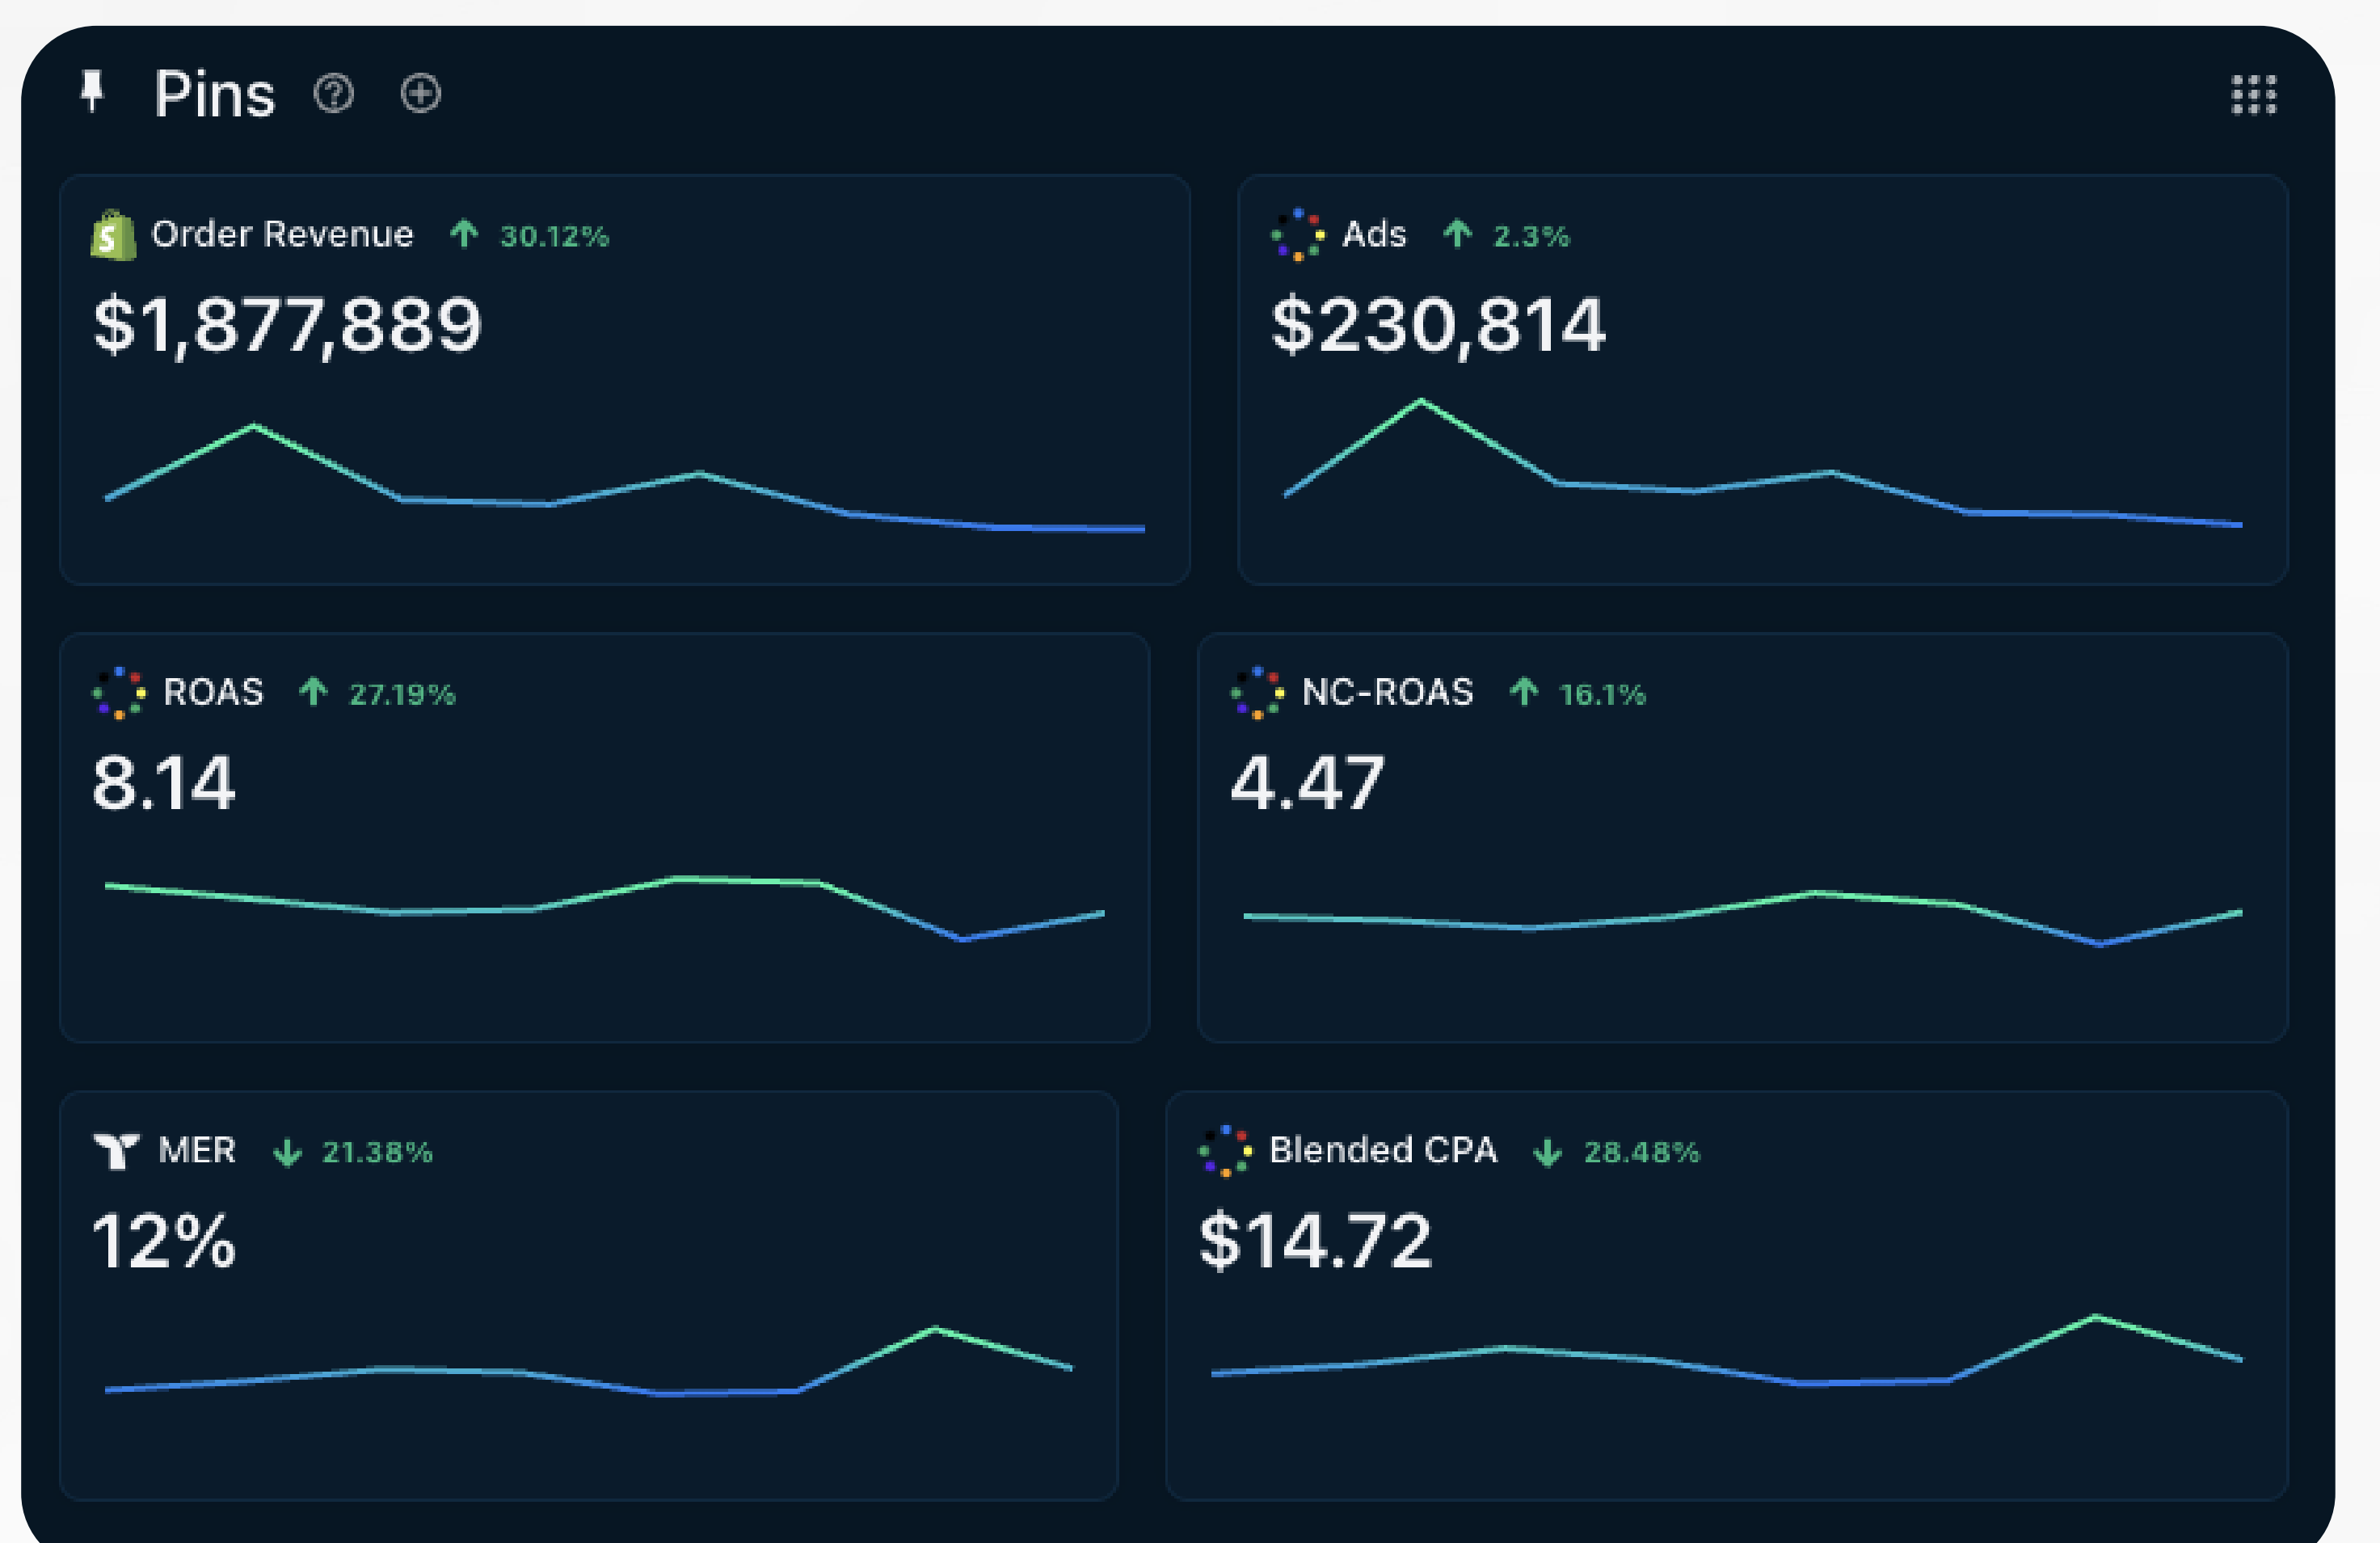 Pins
Order Revenue ↑ 30.12%
$1,877,889
Ads ↑ 2.3%
$230,814
ROAS ↑ 27.19%
8.14
NC-ROAS ↑ 16.1%
4.47
MER ↓ 21.38%
12%
Blended CPA ↓ 28.48%
$14.72